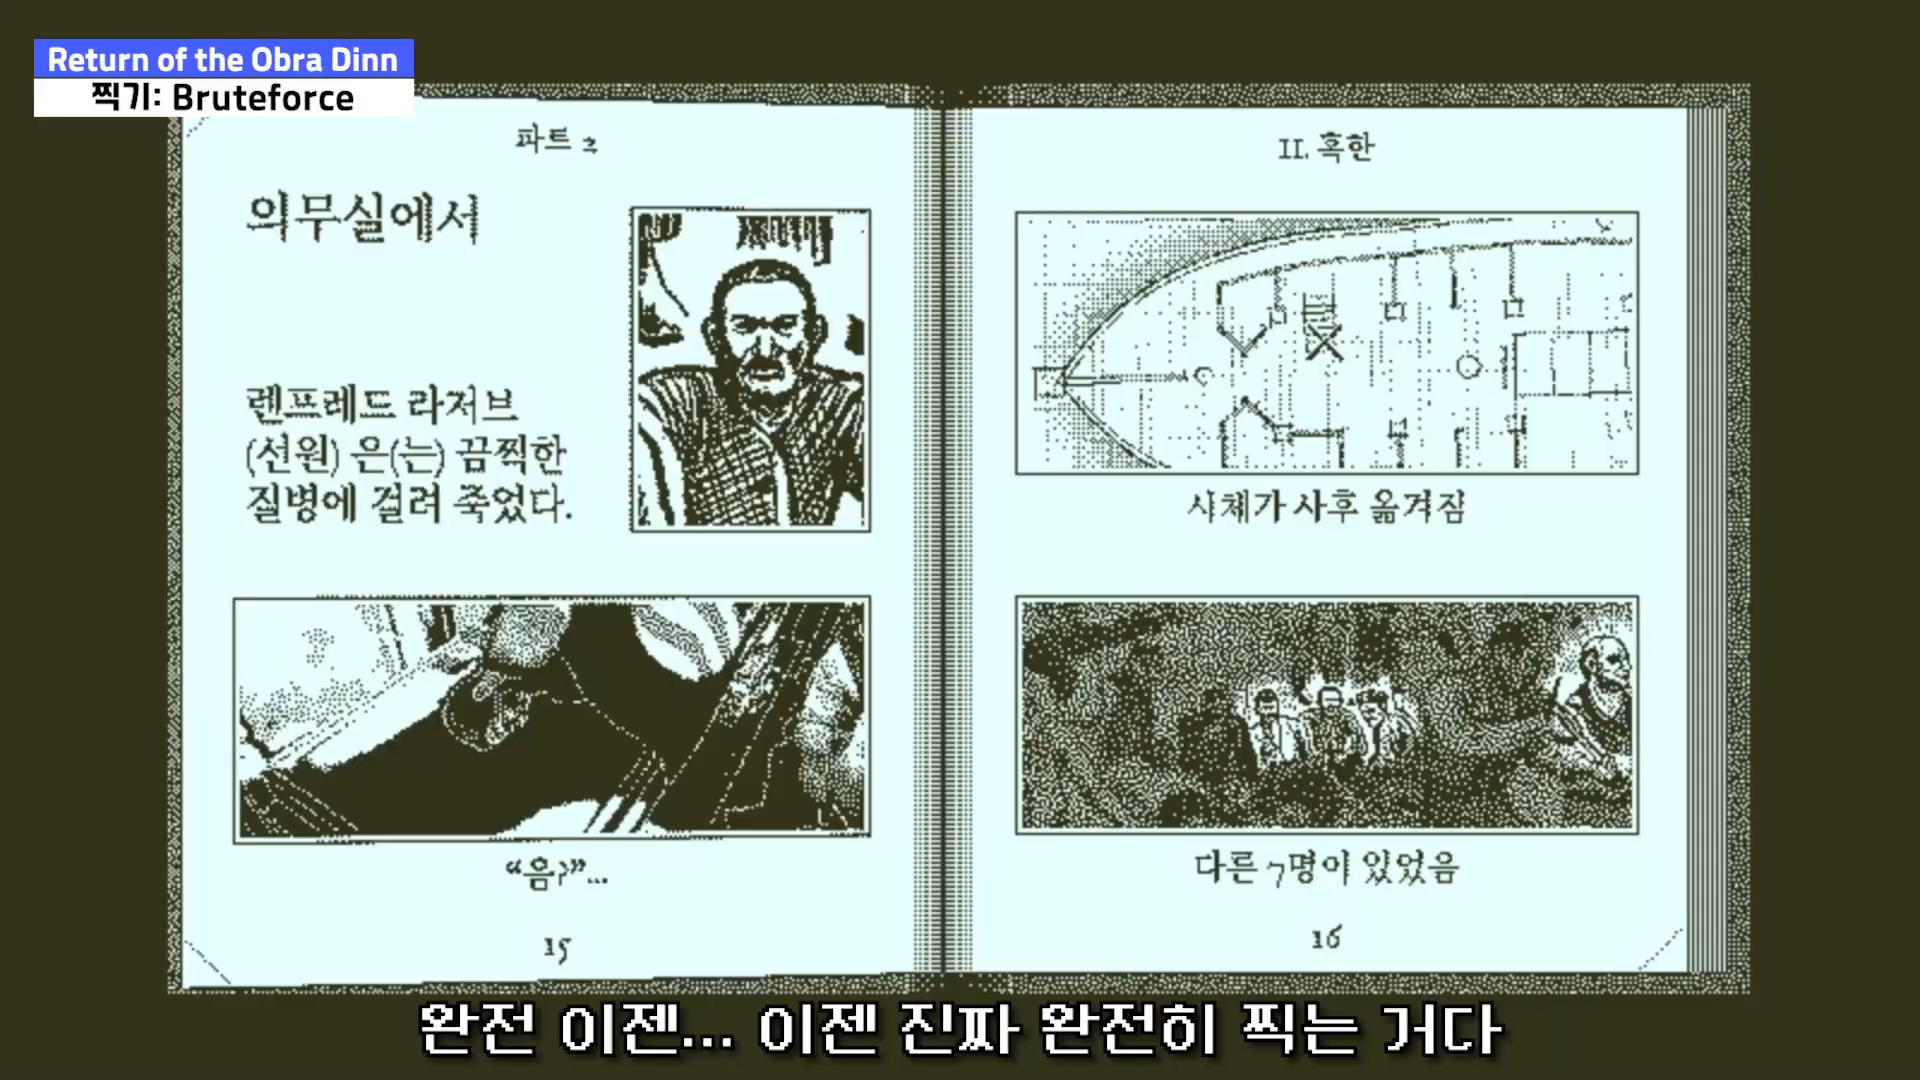 Return of the Obra Dinn
찍기: Bruteforce
파트 2
의무실에서
렌프레드 라저브
(선원) 은(는) 끔찍한
질병에 걸려 죽었다.
“음?”...
15
II. 혹한
시체가 사후 옮겨짐
다른 7명이 있었음
16
완전 이젠... 이젠 진짜 완전히 찍는 거다